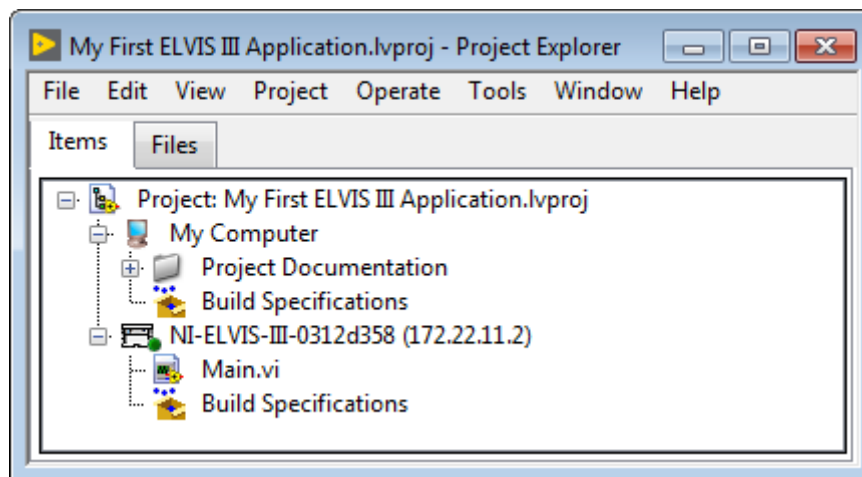 My First ELVIS III Application.lvproj - Project Explorer
File Edit View Project Operate Tools Window Help
Items Files
Project: My First ELVIS III Application.lvproj
My Computer
Project Documentation
Build Specifications
NI-ELVIS-III-0312d358 (172.22.11.2)
Main.vi
Build Specifications